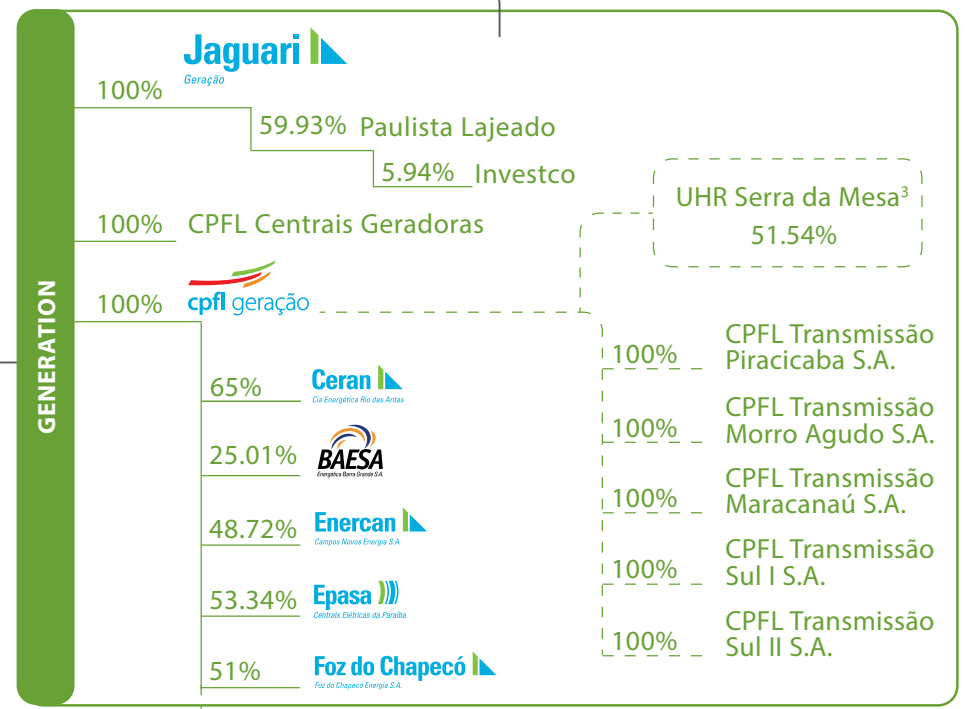 GENERATION
Jaguari
Geração
100%
59.93% Paulista Lajeado
5.94% Investco
UHR Serra da Mesa³
51.54%
100% CPFL Centrais Geradoras
100% cpfl geração
65% Ceran
Cia Energética Rio das Antas
25.01% BAESA
Energética Barra Grande S.A.
48.72% Enercan
Campos Novos Energia S.A.
53.34% Epasa
Centrais Elétricas da Paraíba
51% Foz do Chapecó
Foz do Chapecó Energia S.A.
100% CPFL Transmissão
Piracicaba S.A.
100% CPFL Transmissão
Morro Agudo S.A.
100% CPFL Transmissão
Maracanaú S.A.
100% CPFL Transmissão
Sul I S.A.
100% CPFL Transmissão
Sul II S.A.